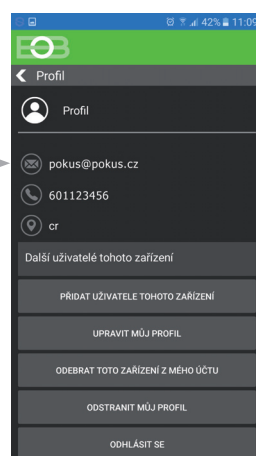 42% 11:09
EOB
Profil
Profil
pokus@pokus.cz
601123456
cr
Další uživatelé tohoto zařízení
PŘIDAT UŽIVATELE TOHOTO ZAŘÍZENÍ
UPRAVIT MŮJ PROFIL
ODEBRAT TOTO ZAŘÍZENÍ Z MÉHO ÚČTU
ODSTRANIT MŮJ PROFIL
ODHLÁSIT SE